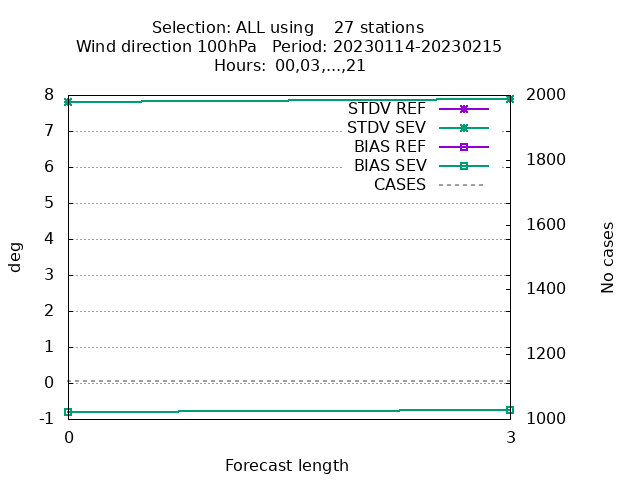 Selection: ALL using    27 stations
Wind direction 100hPa   Period: 20230114-20230215
Hours: 00,03,...,21
8
7
6
5
4
3
2
1
0
-1
deg
STDV REF
STDV SEV
BIAS REF
BIAS SEV
CASES
2000
1800
1600
1400
1200
1000
No cases
0
3
Forecast length